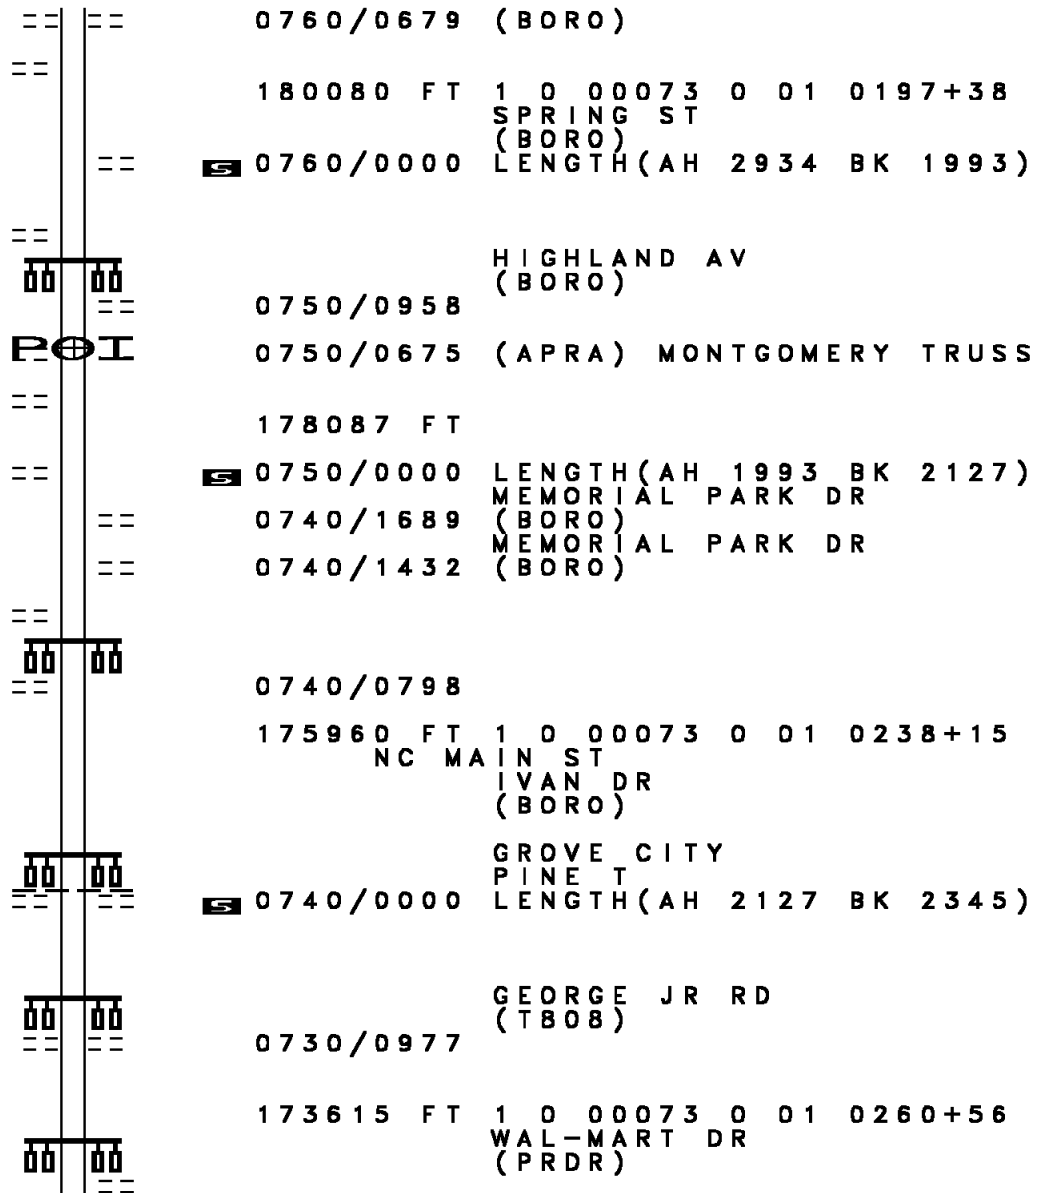 0760/0679 (BORO)
180080 FT 1 0 00073 0 01 0197+38
SPRING ST
(BORO)
S 0760/0000 LENGTH(AH 2934 BK 1993)
HIGHLAND AV
(BORO)
0750/0958
POI 0750/0675 (APRA) MONTGOMERY TRUSS
178087 FT
S 0750/0000 LENGTH(AH 1993 BK 2127)
MEMORIAL PARK DR
0740/1689 (BORO)
MEMORIAL PARK DR
0740/1432 (BORO)
0740/0798
175960 FT 1 0 00073 0 01 0238+15
NC MAIN ST
IVAN DR
(BORO)
GROVE CITY
PINE T
S 0740/0000 LENGTH(AH 2127 BK 2345)
GEORGE JR RD
(T808)
0730/0977
173615 FT 1 0 00073 0 01 0260+56
WAL-MART DR
(PRDR)